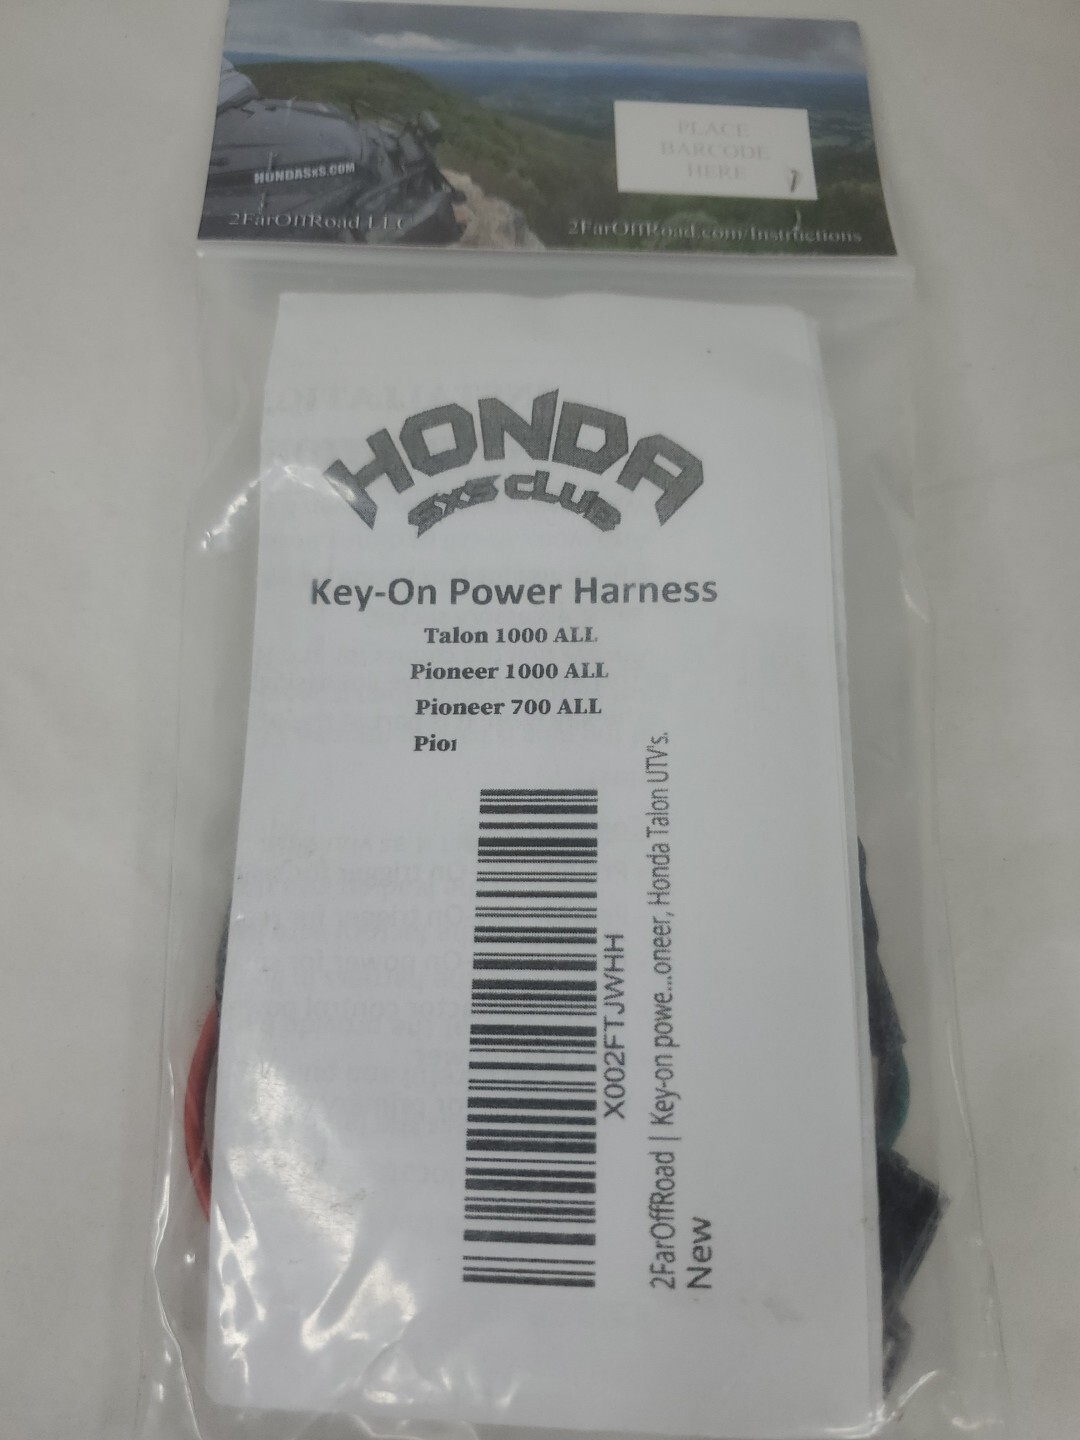 PLACE
BARCODE
HERE
HONDASxS.COM
2FarOffRoad LLC
2FarOffRoad.com/Instructions
HONDA
SxS CLUB
Key-On Power Harness
Talon 1000 ALL
Pioneer 1000 ALL
Pioneer 700 ALL
X002FTJWHH
2FarOffRoad | Key-on powe...oneer, Honda Talon UTV's.
New